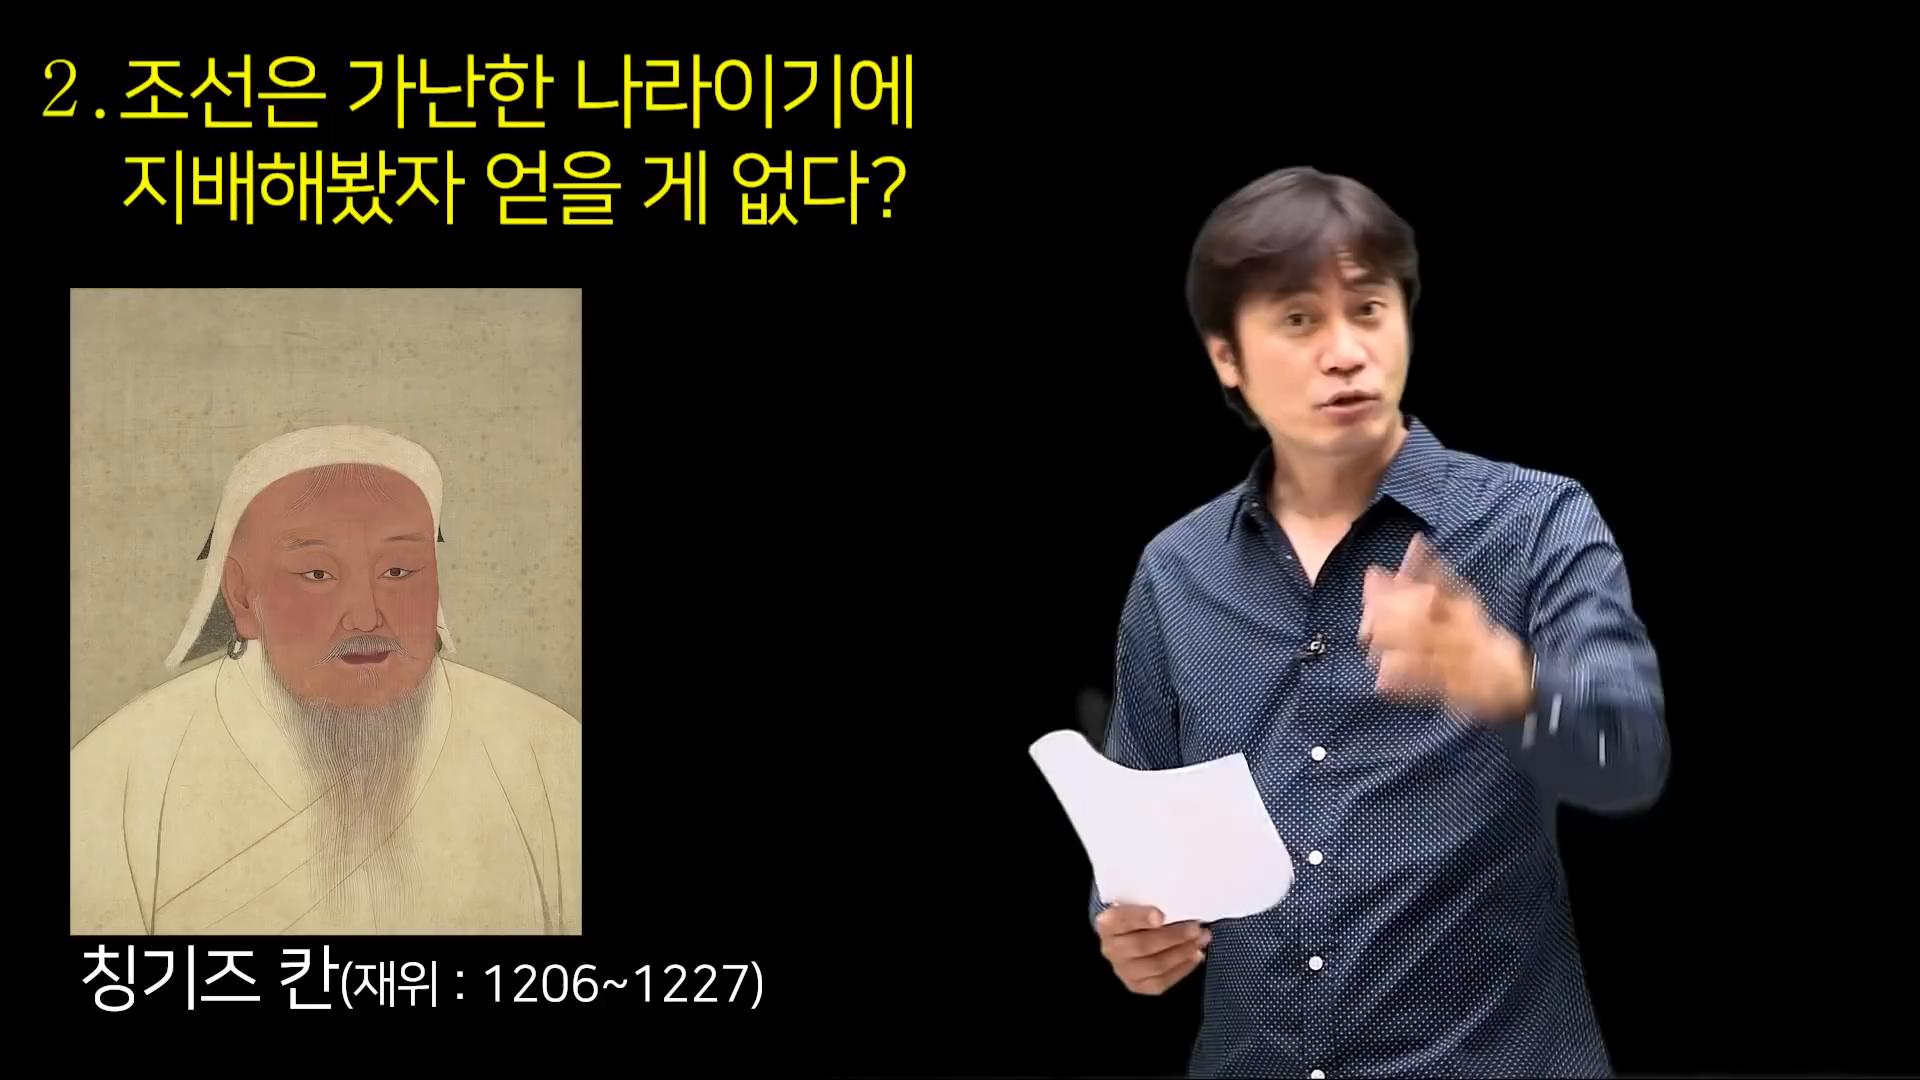 2.조선은 가난한 나라이기에
지배해봤자 얻을 게 없다?
칭기즈 칸(재위 : 1206~1227)